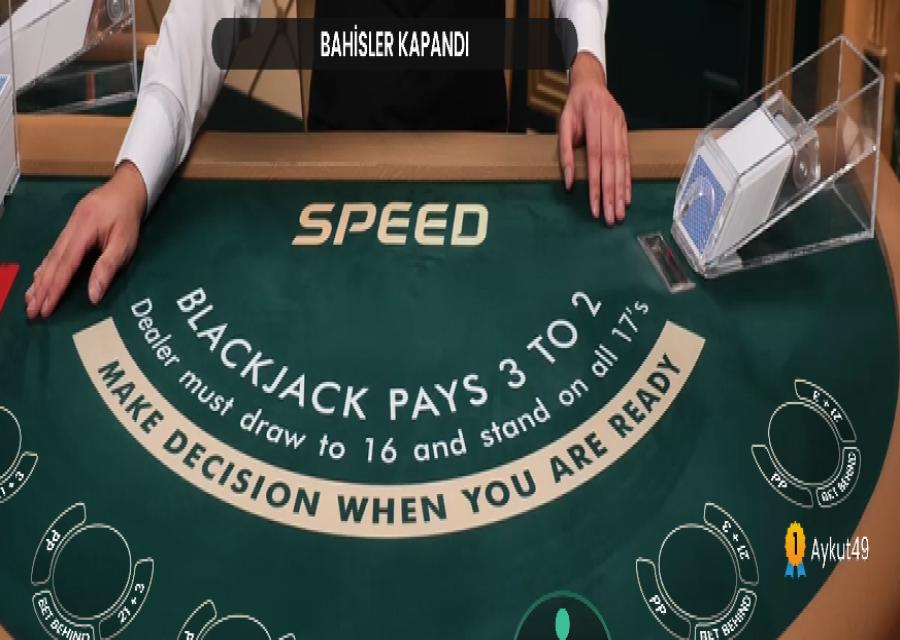 BAHİSLER KAPANDI
SPEED
BLACKJACK PAYS 3 TO 2
Dealer must draw to 16 and stand on all 17's
MAKE DECISION WHEN YOU ARE READY
21 + 3
PP
BET BEHIND
1 Aykut49
21 + 3
PP
BET BEHIND
PP
21 + 3
BET BEHIND